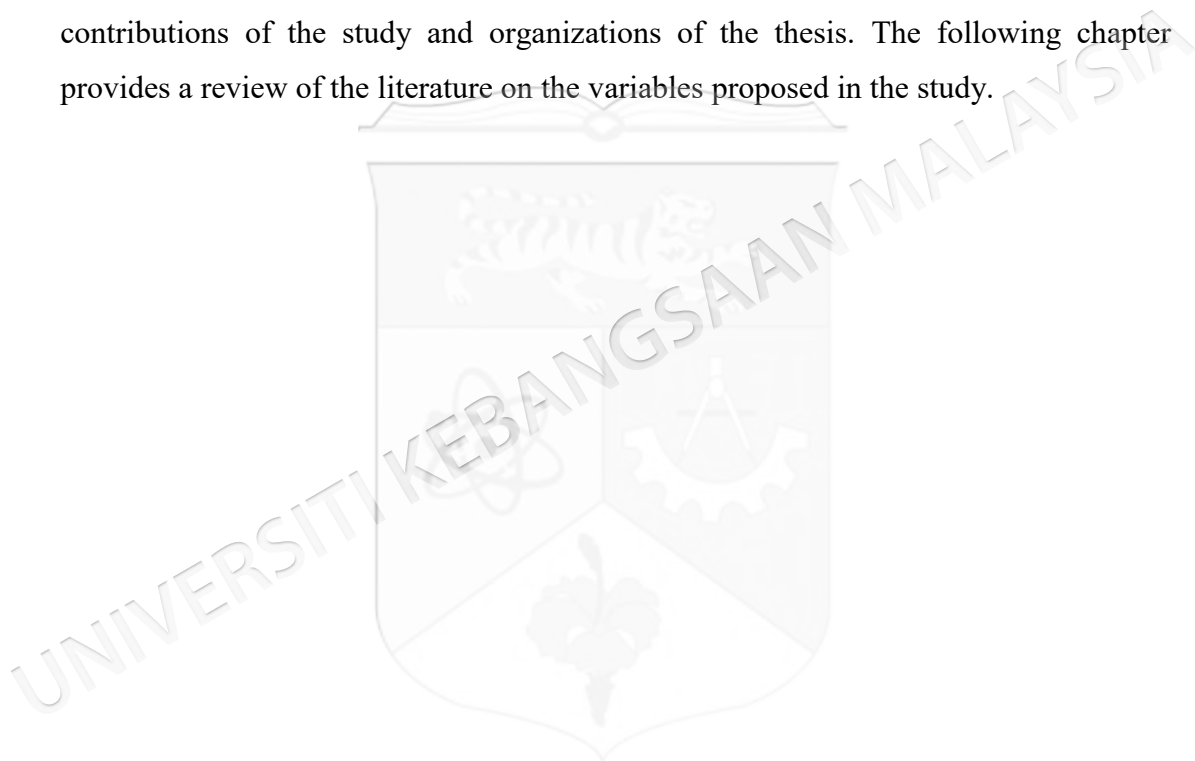 contributions of the study and organizations of the thesis. The following chapter
provides a review of the literature on the variables proposed in the study.
UNIVERSITI KEBANGSAAN MALAYSIA